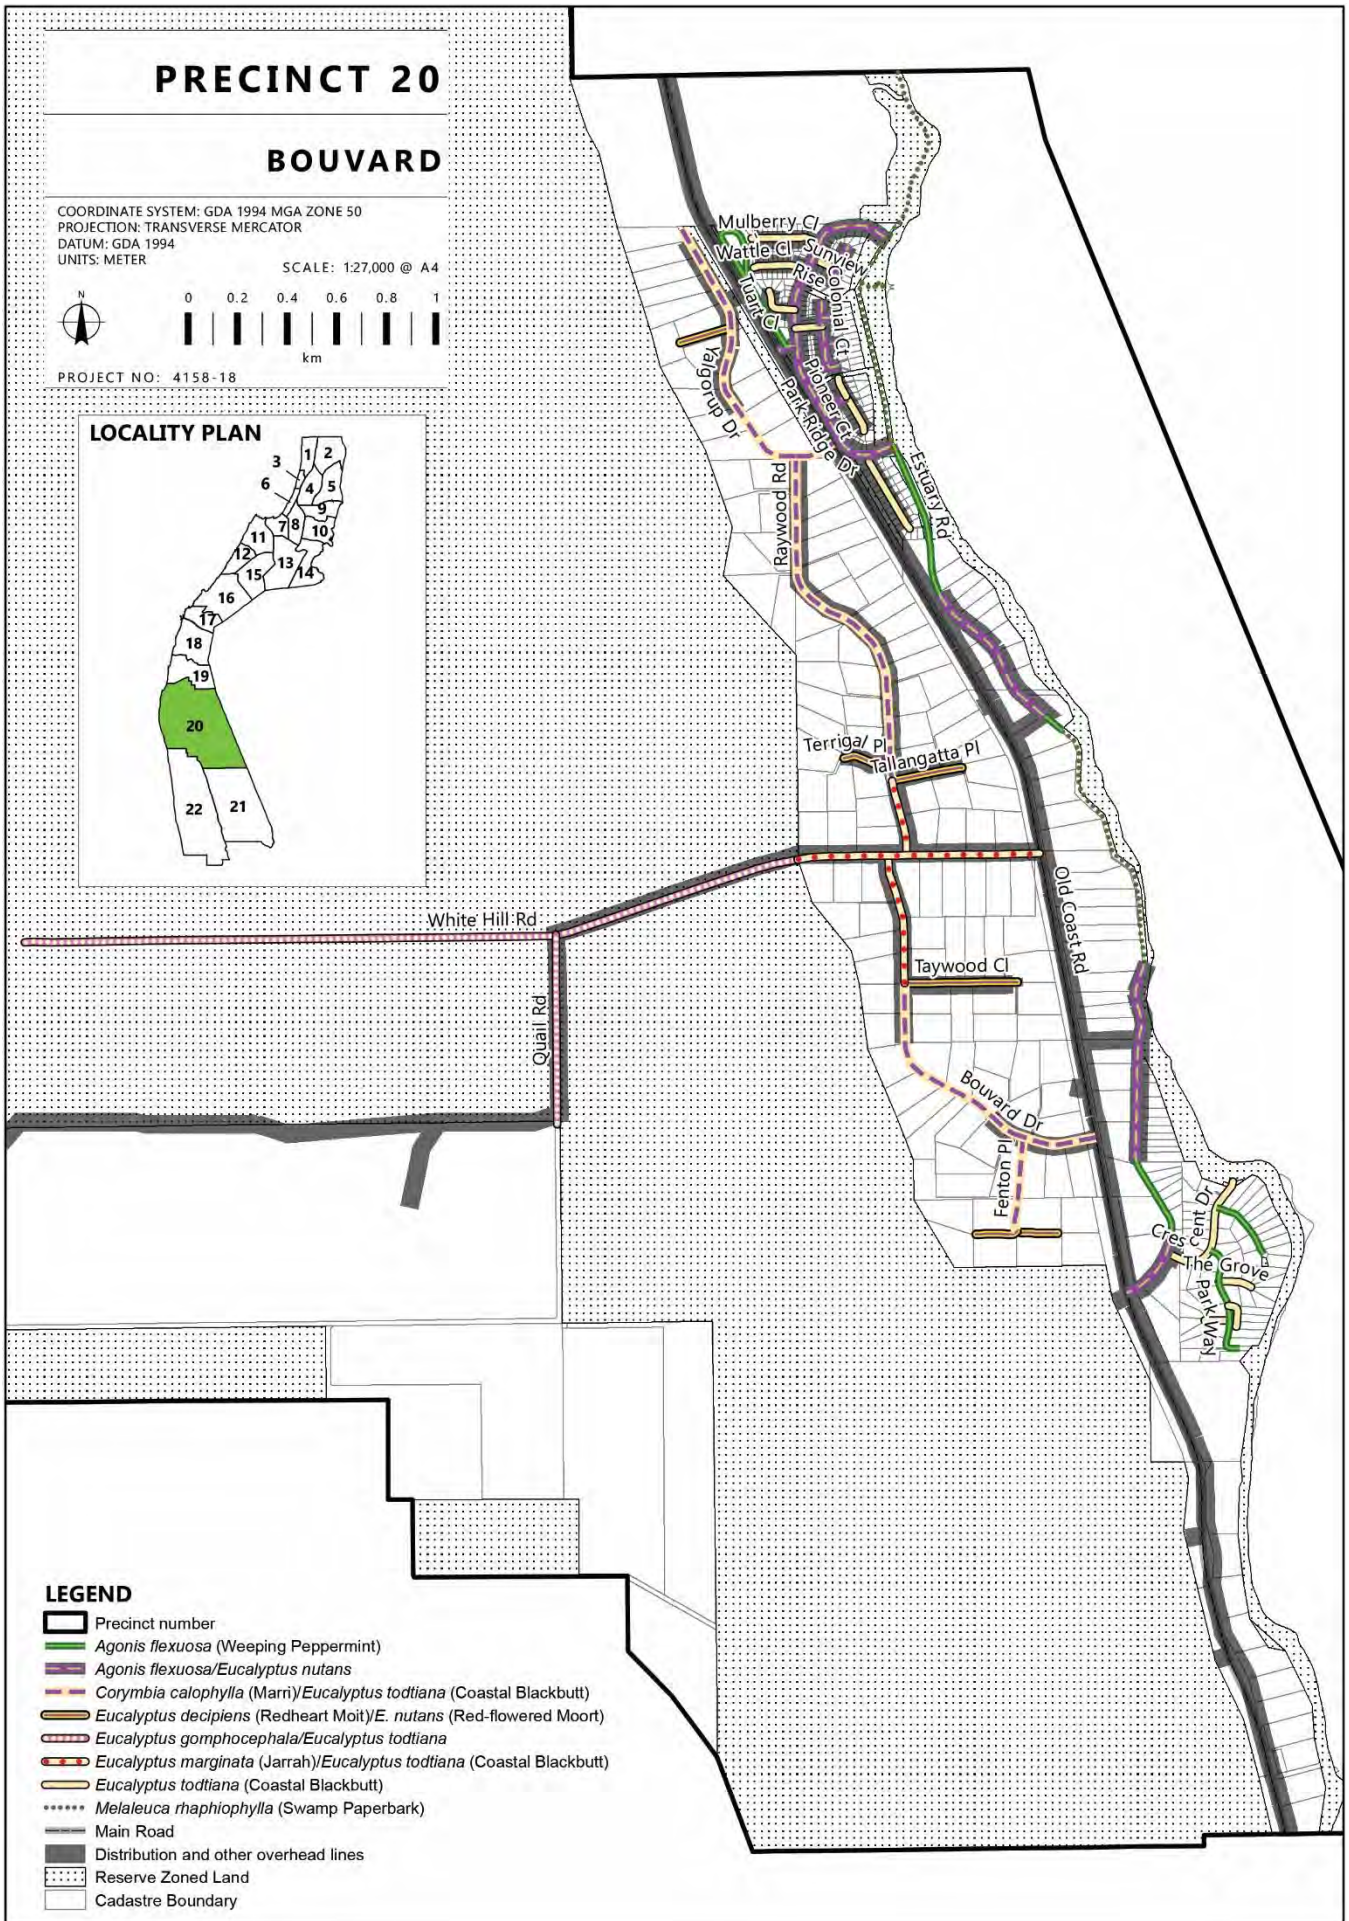 PRECINCT 20
BOUVARD
COORDINATE SYSTEM: GDA 1994 MGA ZONE 50
PROJECTION: TRANSVERSE MERCATOR
DATUM: GDA 1994
UNITS: METER
SCALE: 1:27,000 @ A4
N
0 0.2 0.4 0.6 0.8 1
km
PROJECT NO: 4158-18
LOCALITY PLAN
1
2
3
4
5
6
7
8
9
10
11
12
13
14
15
16
17
18
19
20
21
22
Mulberry Cl
Wattle Cl
Sunview
Rise
Colonial Ct
Tuart Cl
Yalgorup Dr
Pioneer Ct
Park Ridge Dr
Estuary Rd
Raywood Rd
Terrigal Pl
Tallangatta Pl
Old Coast Rd
White Hill Rd
Taywood Cl
Quail Rd
Bouvard Dr
Fenton Pl
Crescent Dr
The Grove
Park Way
LEGEND
Precinct number
Agonis flexuosa (Weeping Peppermint)
Agonis flexuosa/Eucalyptus nutans
Corymbia calophylla (Marri)/Eucalyptus todtiana (Coastal Blackbutt)
Eucalyptus decipiens (Redheart Moit)/E. nutans (Red-flowered Moort)
Eucalyptus gomphocephala/Eucalyptus todtiana
Eucalyptus marginata (Jarrah)/Eucalyptus todtiana (Coastal Blackbutt)
Eucalyptus todtiana (Coastal Blackbutt)
Melaleuca rhaphiophylla (Swamp Paperbark)
Main Road
Distribution and other overhead lines
Reserve Zoned Land
Cadastre Boundary